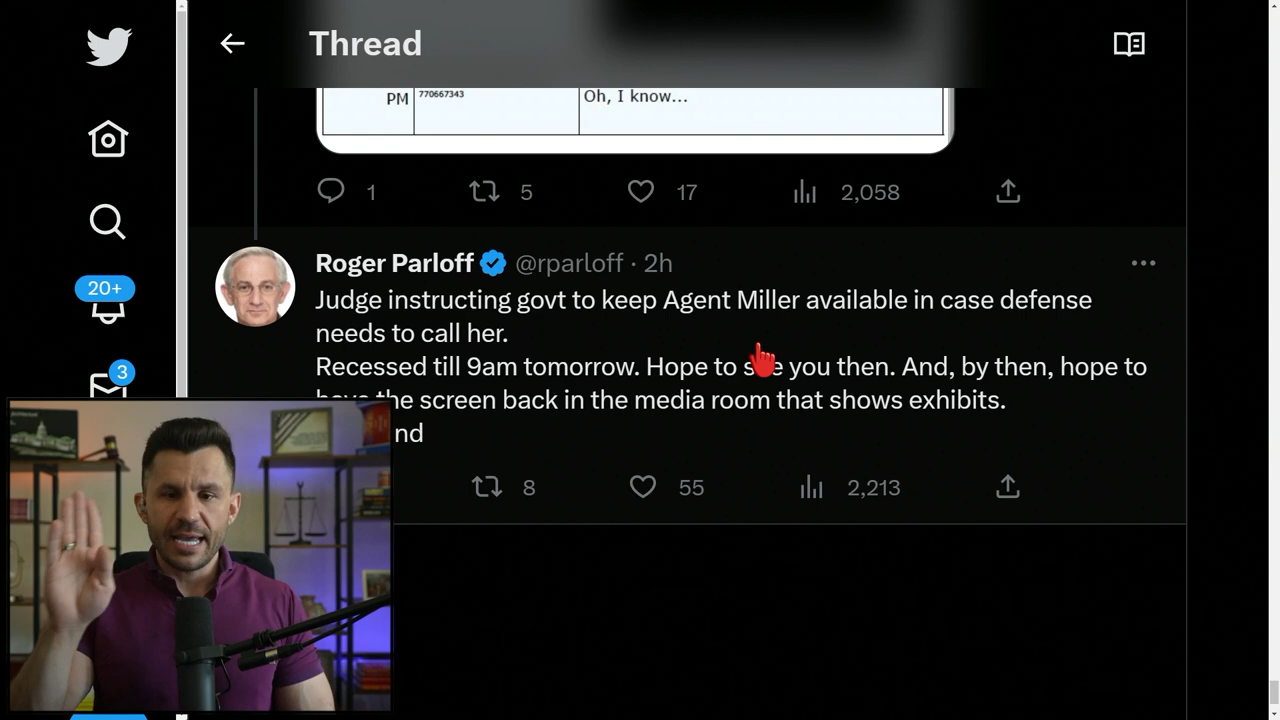 Thread
PM 770667343 Oh, I know...
1 5 17 2,058
Roger Parloff @rparloff · 2h
20+
Judge instructing govt to keep Agent Miller available in case defense
needs to call her.
3
Recessed till 9am tomorrow. Hope to see you then. And, by then, hope to
the screen back in the media room that shows exhibits.
nd
8 55 2,213